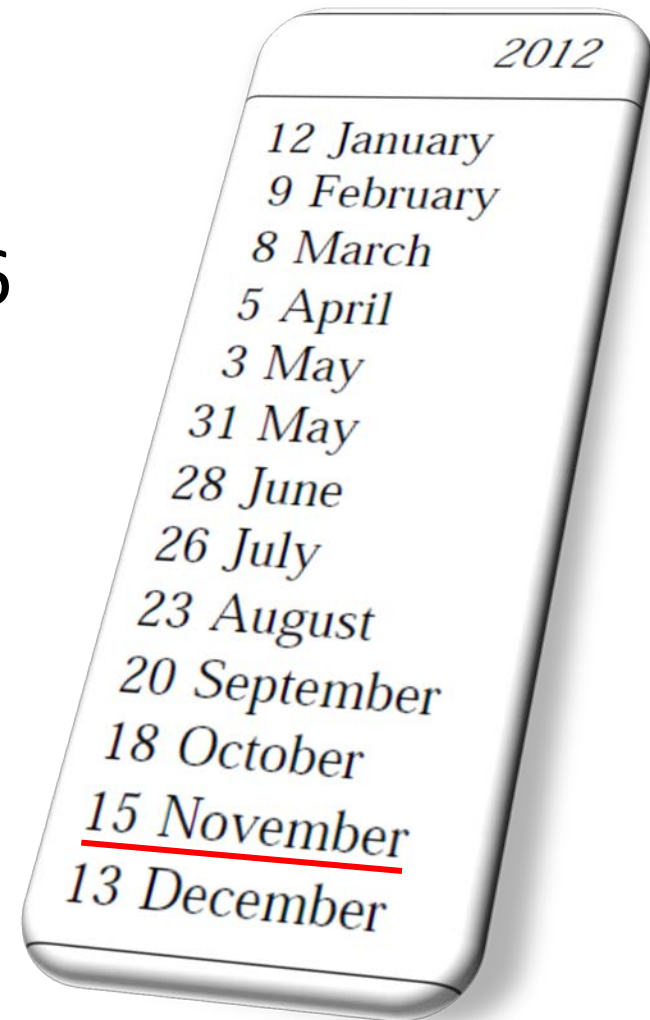 2012
12 January
9 February
8 March
5 April
3 May
31 May
28 June
26 July
23 August
20 September
18 October
15 November
13 December